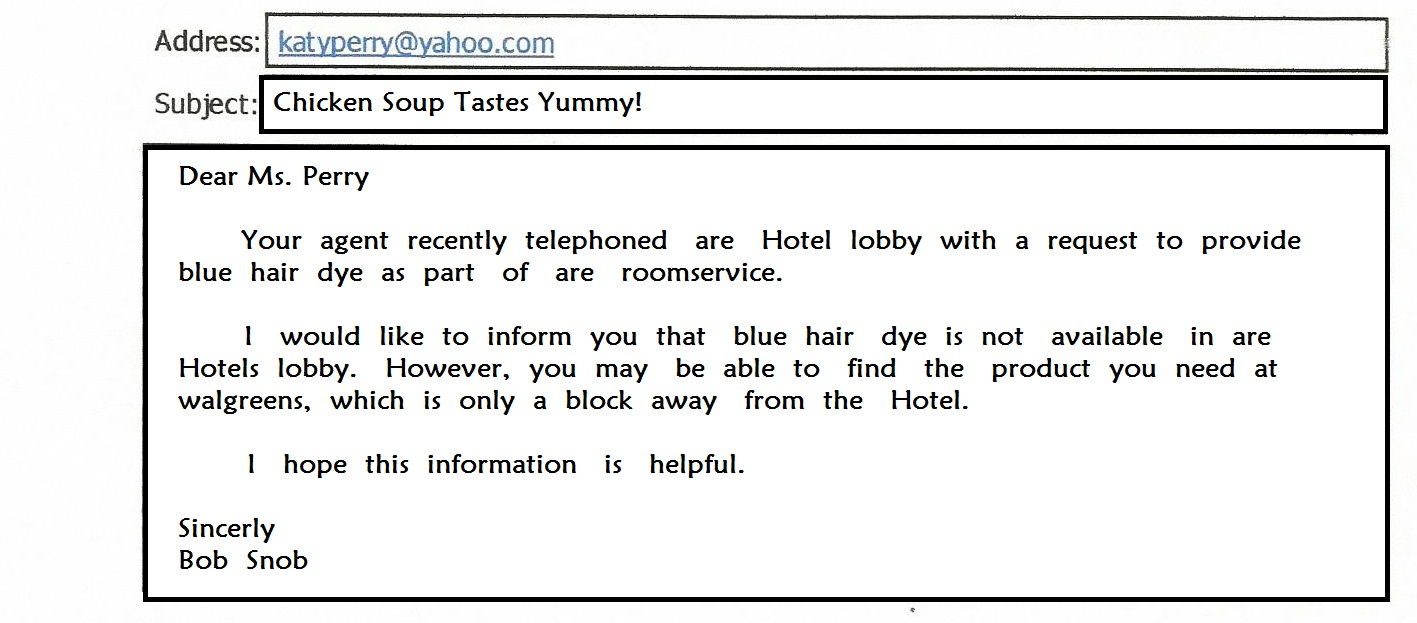 Address: katyperry@yahoo.com
Subject: Chicken Soup Tastes Yummy!
Dear Ms. Perry
Your agent recently telephoned are Hotel lobby with a request to provide
blue hair dye as part of are roomservice.
I would like to inform you that blue hair dye is not available in are
Hotels lobby. However, you may be able to find the product you need at
walgreens, which is only a block away from the Hotel.
I hope this information is helpful.
Sincerly
Bob Snob